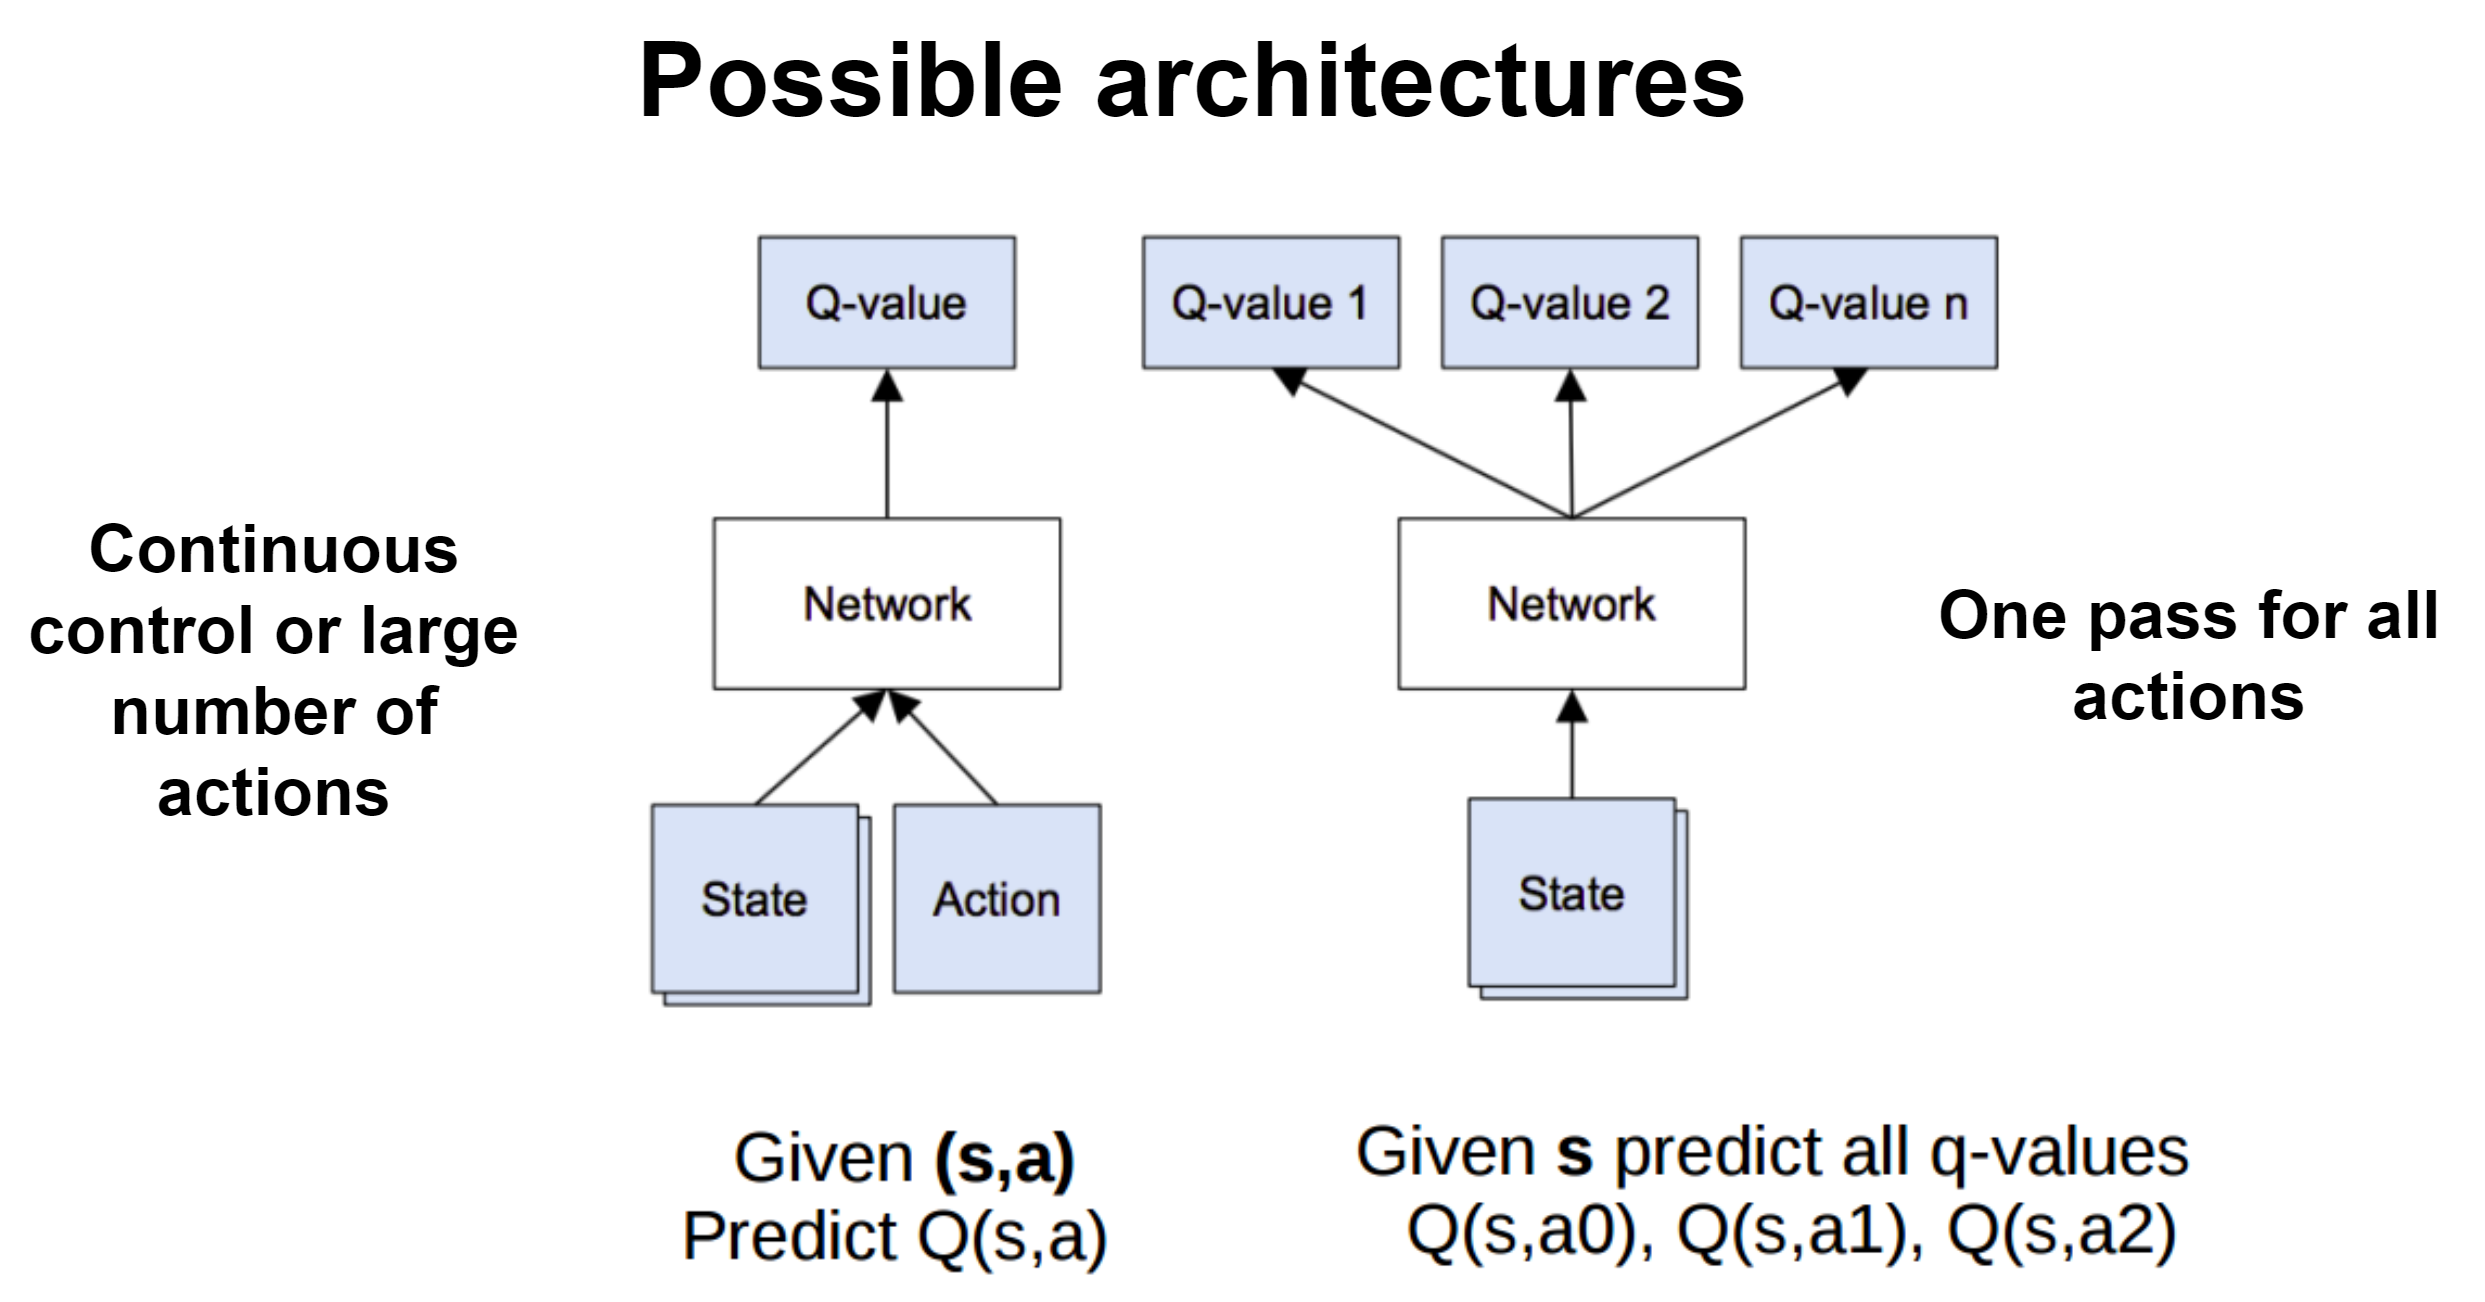 Possible architectures
Q-value
Q-value 1
Q-value 2
Q-value n
Continuous
control or large
number of
actions
Network
Network
One pass for all
actions
State
Action
State
Given (s,a)
Predict Q(s,a)
Given s predict all q-values
Q(s,a0), Q(s,a1), Q(s,a2)